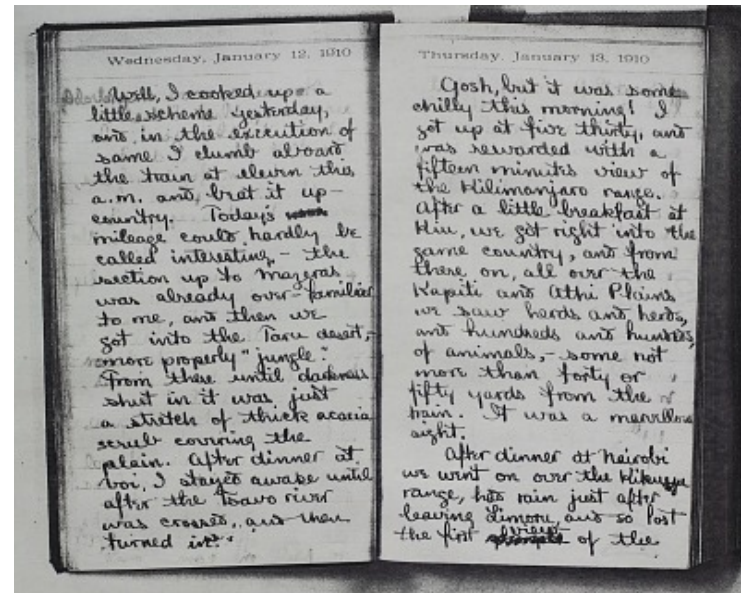 Wednesday, January 12, 1910
Well, I cooked up a
little scheme yesterday,
and in the execution of
same I clumb aboard
the train at eleven this
a.m. and beat it up-
country. Today's
mileage could hardly be
called interesting, - the
section up to Mazeras
was already over-familiar
to me, and then we
got into the Taru desert, -
more properly "jungle".
From there until darkness
shut in it was just
a stretch of thick acacia
scrub covering the
plain. After dinner at
Voi, I stayed awake until
after the Tsavo river
was crossed, and then
turned in.
Thursday, January 13, 1910
Gosh, but it was some
chilly this morning! I
got up at five thirty, and
was rewarded with a
fifteen minutes view of
the Kilimanjaro range.
After a little breakfast at
Kiu, we got right into the
game country, and from
there on, all over the
Kapiti and Athi Plains
we saw herds and herds,
and hundreds and hundreds,
of animals, - some not
more than forty or
fifty yards from the
train. It was a marvellous
sight.
After dinner at Nairobi
we went on over the Kikuyu
range, had rain just after
leaving Limoru, and so lost
the first view of the